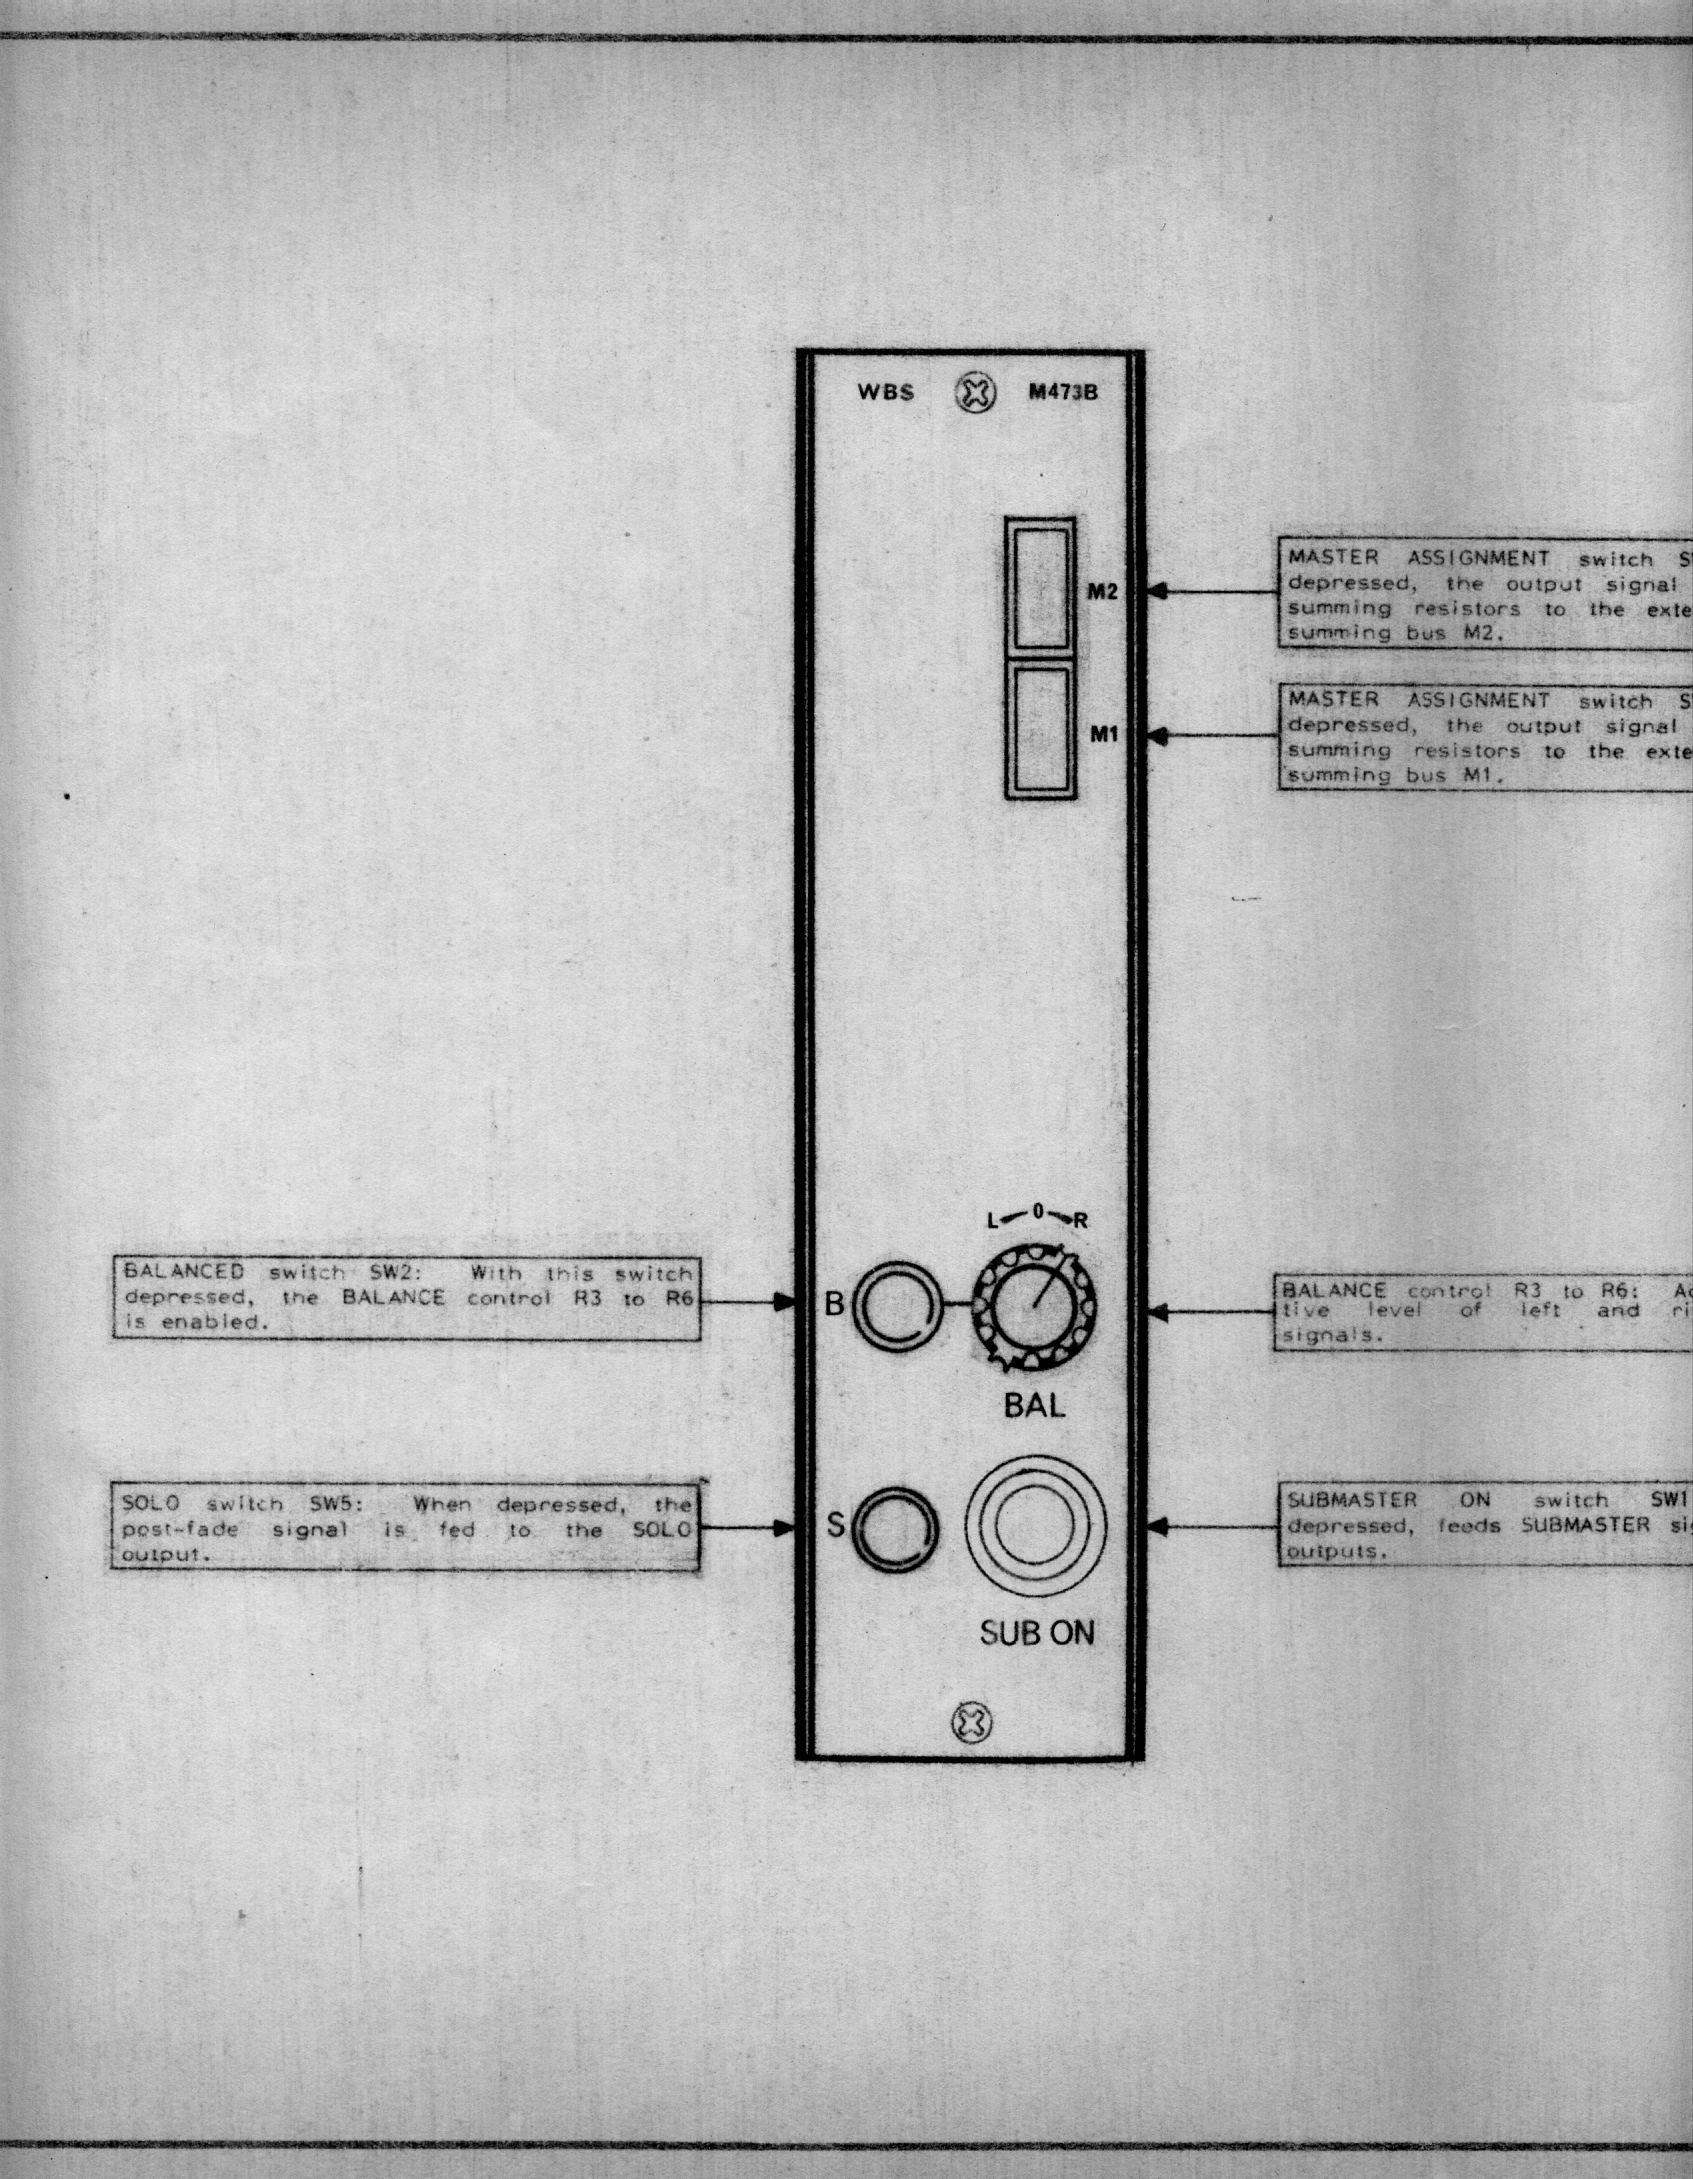 WBS M473B
M2
MASTER ASSIGNMENT switch
depressed, the output signal
summing resistors to the
summing bus M2.
M1
MASTER ASSIGNMENT switch
depressed, the output signal
summing resistors to the
summing bus M1.
L 0 R
BALANCED switch SW2: With this switch
depressed, the BALANCE control R3 to R6
is enabled.
B
BAL
BALANCE control R3 to R6:
tive level of left and
signals.
SOLO switch SW5: When depressed, the
post-fade signal is fed to the SOLO
output.
S
SUB ON
SUBMASTER ON switch SW1
depressed, feeds SUBMASTER
outputs.